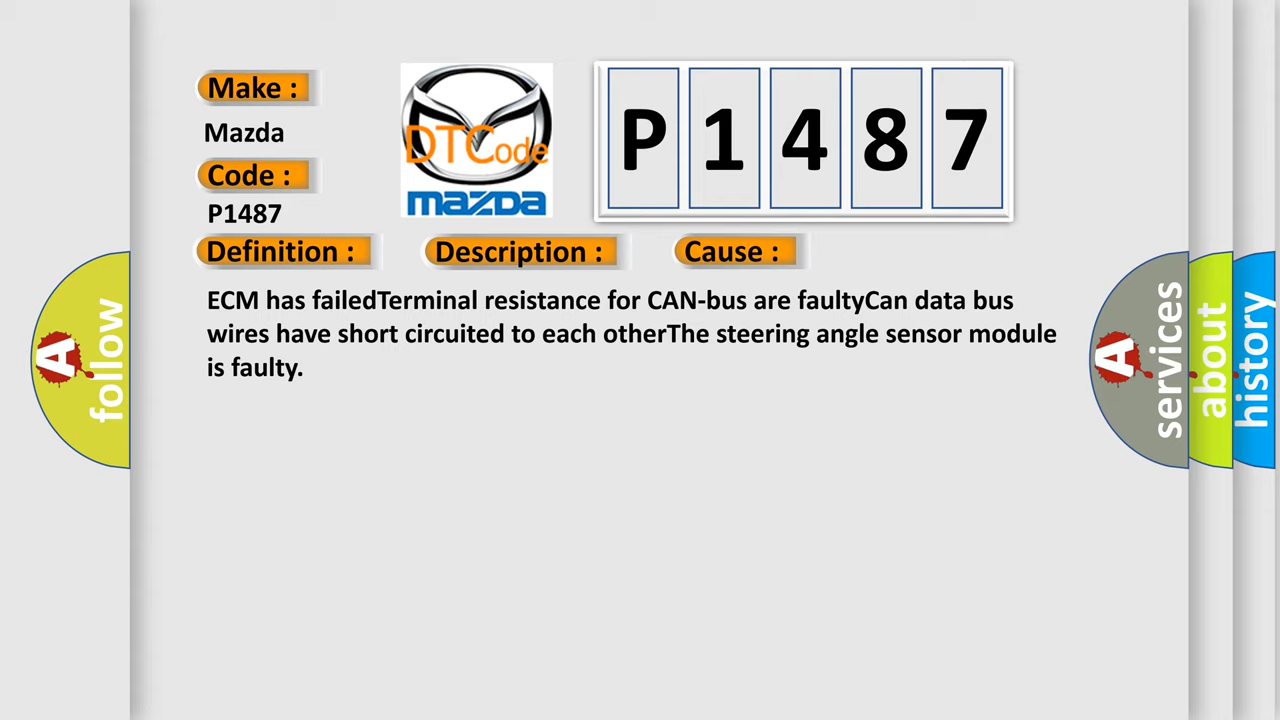 Make :
Mazda
Code :
P1487
DTCode
mazda
P 1 4 8 7
Definition :
Description :
Cause :
ECM has failedTerminal resistance for CAN-bus are faultyCan data bus
wires have short circuited to each otherThe steering angle sensor module
is faulty.
A follow
A services
about
history